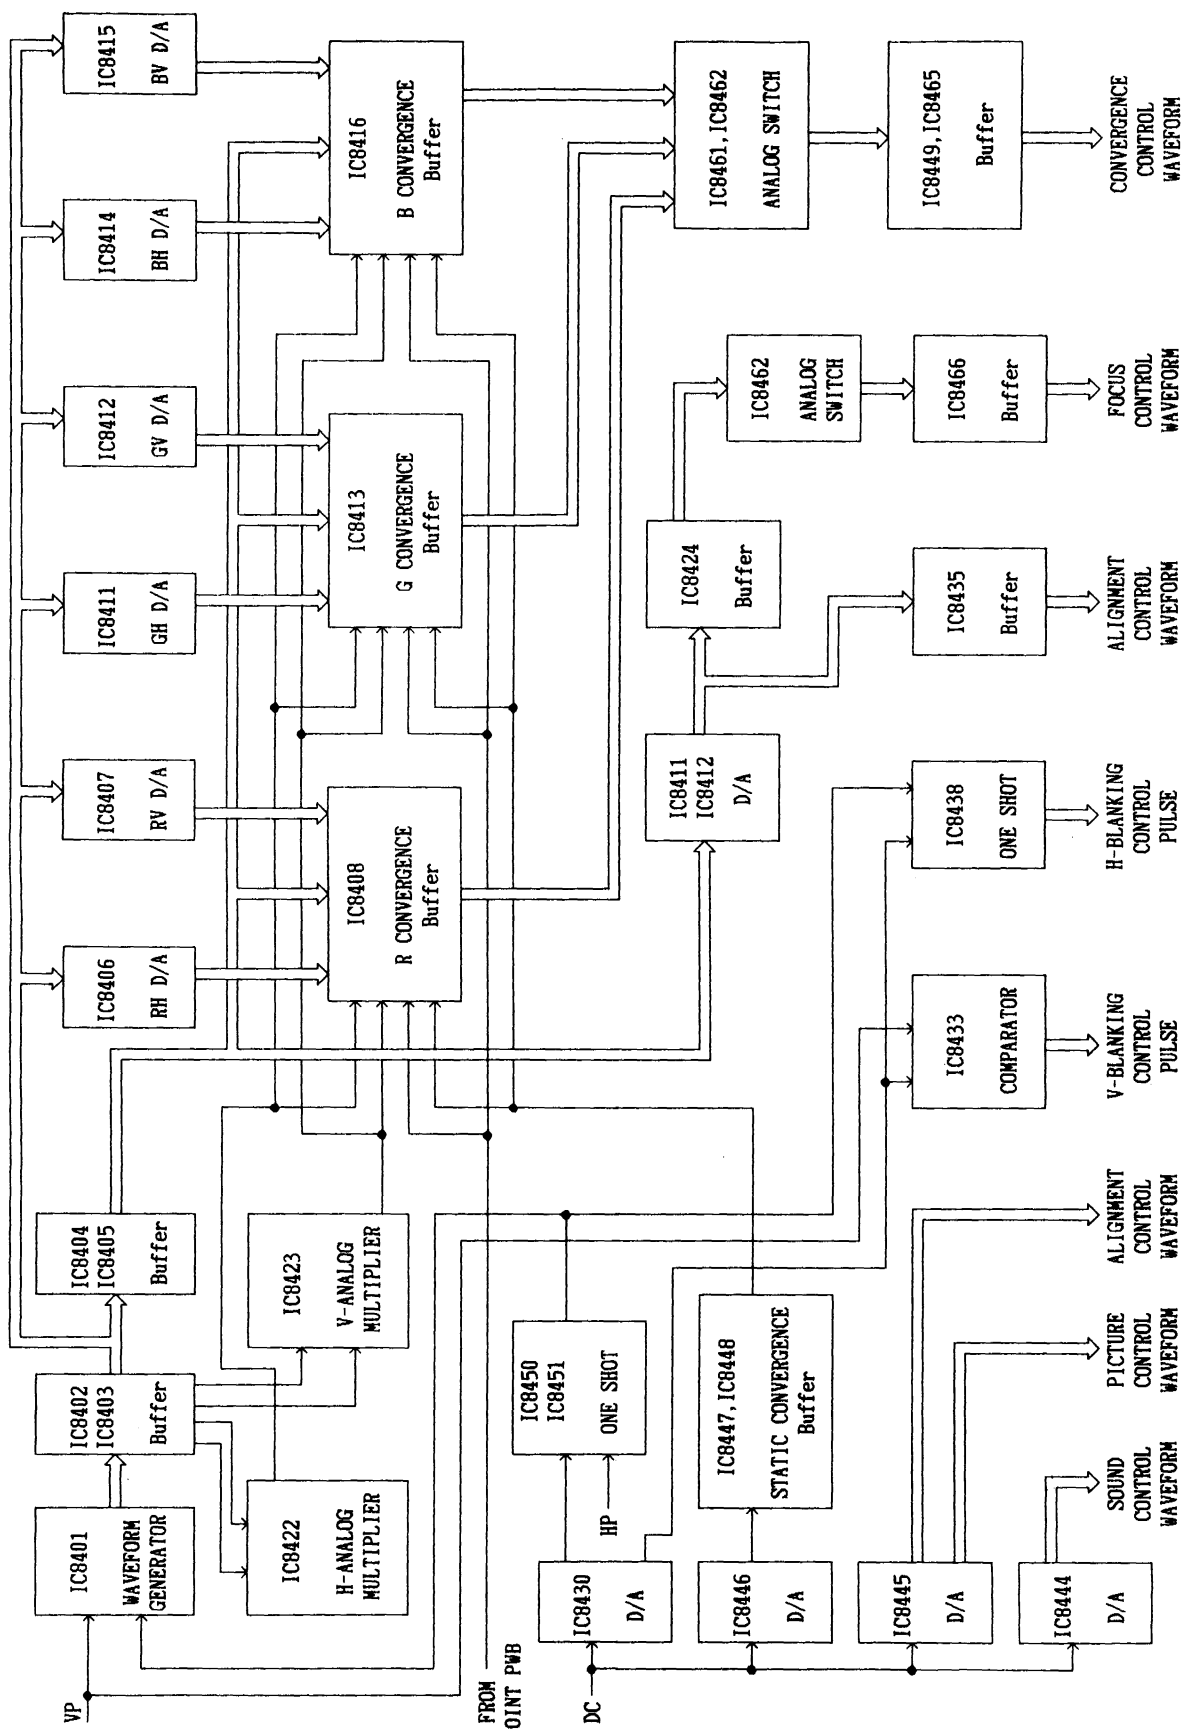 VP
IC8401
WAVEFORM
GENERATOR
IC8402
IC8403
Buffer
IC8404
IC8405
Buffer
IC8406
RH D/A
IC8407
RV D/A
IC8411
GH D/A
IC8412
GV D/A
IC8414
BH D/A
IC8415
BV D/A
IC8422
H-ANALOG
MULTIPLIER
IC8423
V-ANALOG
MULTIPLIER
IC8408
R CONVERGENCE
Buffer
IC8413
G CONVERGENCE
Buffer
IC8416
B CONVERGENCE
Buffer
FROM
OINT PWB
DC
IC8430
D/A
HP
IC8450
IC8451
ONE SHOT
IC8446
D/A
IC8447,IC8448
STATIC CONVERGENCE
Buffer
IC8411
IC8412
D/A
IC8424
Buffer
IC8462
ANALOG
SWITCH
IC8461,IC8462
ANALOG SWITCH
IC8445
D/A
IC8444
D/A
IC8433
COMPARATOR
IC8438
ONE SHOT
IC8435
Buffer
IC8466
Buffer
IC8449,IC8465
Buffer
SOUND
CONTROL
WAVEFORM
PICTURE
CONTROL
WAVEFORM
ALIGNMENT
CONTROL
WAVEFORM
V-BLANKING
CONTROL
PULSE
H-BLANKING
CONTROL
PULSE
ALIGNMENT
CONTROL
WAVEFORM
FOCUS
CONTROL
WAVEFORM
CONVERGENCE
CONTROL
WAVEFORM